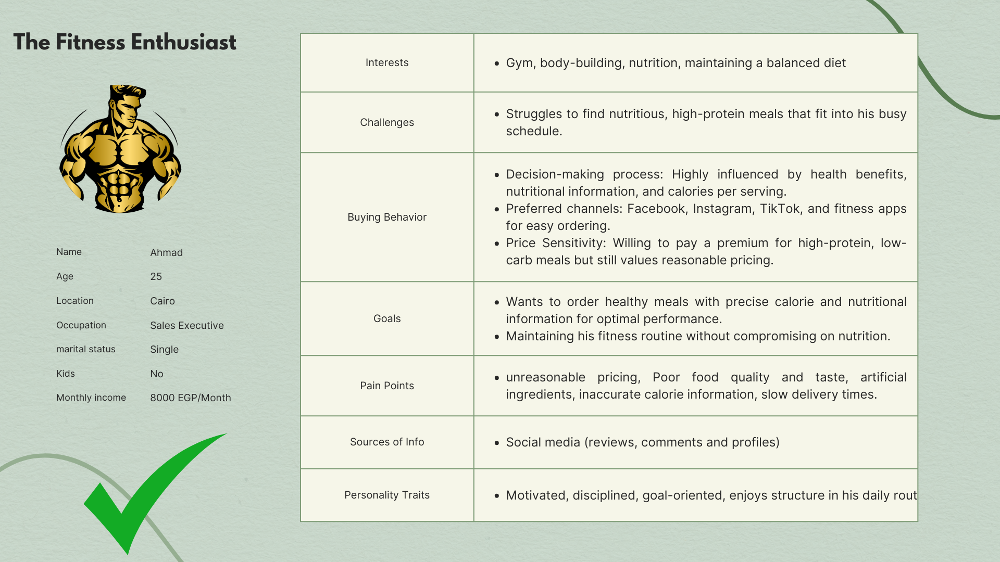 The Fitness Enthusiast
Name Ahmad
Age 25
Location Cairo
Occupation Sales Executive
marital status Single
Kids No
Monthly income 8000 EGP/Month
Interests
• Gym, body-building, nutrition, maintaining a balanced diet
Challenges
• Struggles to find nutritious, high-protein meals that fit into his busy
schedule.
Buying Behavior
• Decision-making process: Highly influenced by health benefits,
nutritional information, and calories per serving.
• Preferred channels: Facebook, Instagram, TikTok, and fitness apps
for easy ordering.
• Price Sensitivity: Willing to pay a premium for high-protein, low-
carb meals but still values reasonable pricing.
Goals
• Wants to order healthy meals with precise calorie and nutritional
information for optimal performance.
• Maintaining his fitness routine without compromising on nutrition.
Pain Points
• unreasonable pricing, Poor food quality and taste, artificial
ingredients, inaccurate calorie information, slow delivery times.
Sources of Info
• Social media (reviews, comments and profiles)
Personality Traits
• Motivated, disciplined, goal-oriented, enjoys structure in his daily rout